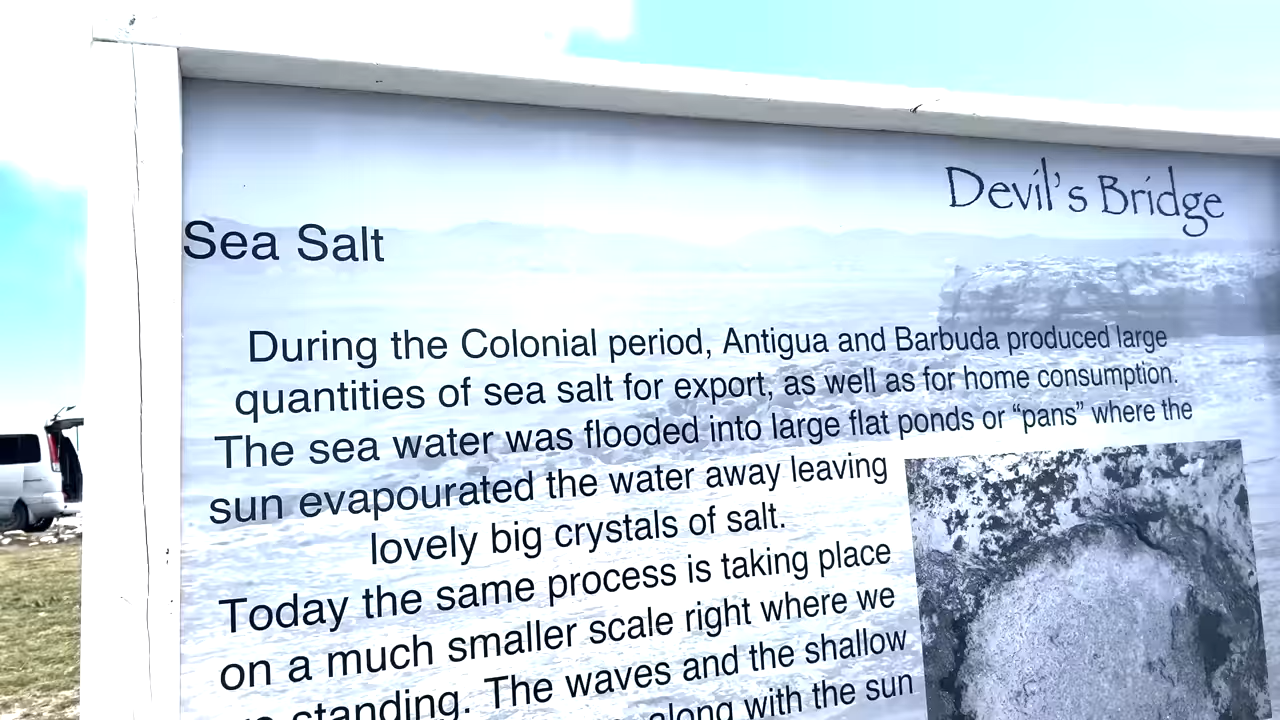 Devil's Bridge
Sea Salt
During the Colonial period, Antigua and Barbuda produced large
quantities of sea salt for export, as well as for home consumption.
The sea water was flooded into large flat ponds or “pans” where the
sun evapourated the water away leaving
lovely big crystals of salt.
Today the same process is taking place
on a much smaller scale right where we
standing. The waves and the shallow
along with the sun